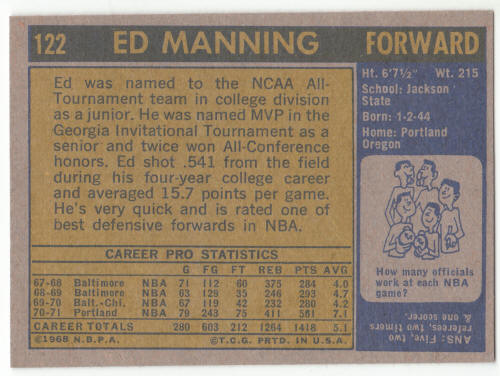 122 ED MANNING FORWARD
Ed was named to the NCAA All-
Tournament team in college division
as a junior. He was named MVP in the
Georgia Invitational Tournament as a
senior and twice won All-Conference
honors. Ed shot .541 from the field
during his four-year college career
and averaged 15.7 points per game.
He's very quick and is rated one of
best defensive forwards in NBA.
Ht. 6'7½" Wt. 215
School: Jackson
State
Born: 1-2-44
Home: Portland
Oregon
How many officials
work at each NBA
game?
ANS: Five, two
referees, two timers
& one scorer.
CAREER PRO STATISTICS
G FG FT REB PTS AVG
67-68 Baltimore NBA 71 112 60 375 284 4.0
68-69 Baltimore NBA 63 129 35 246 293 4.7
69-70 Balt.-Chi. NBA 67 119 42 232 280 4.2
70-71 Portland NBA 79 243 75 411 561 7.1
CAREER TOTALS 280 603 212 1264 1418 5.1
©1968 N.B.P.A. ©T.C.G. PRTD. IN U.S.A.